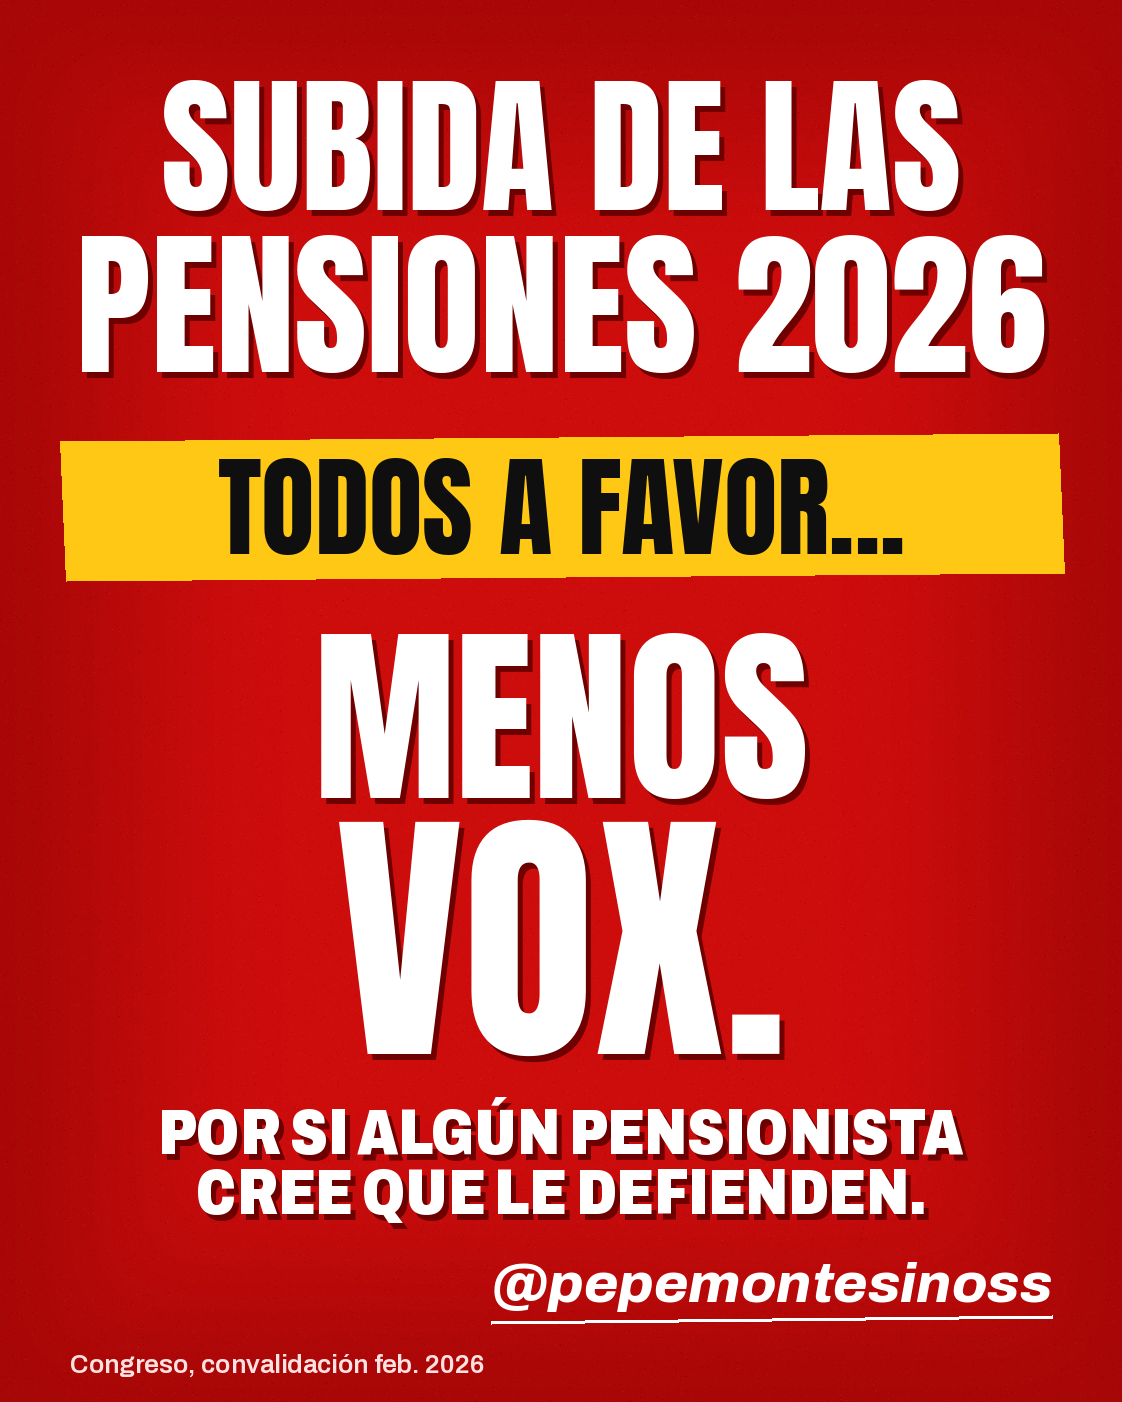 SUBIDA DE LAS
PENSIONES 2026
TODOS A FAVOR...
MENOS
VOX.
POR SI ALGÚN PENSIONISTA
CREE QUE LE DEFIENDEN.
@pepemontesinoss
Congreso, convalidación feb. 2026